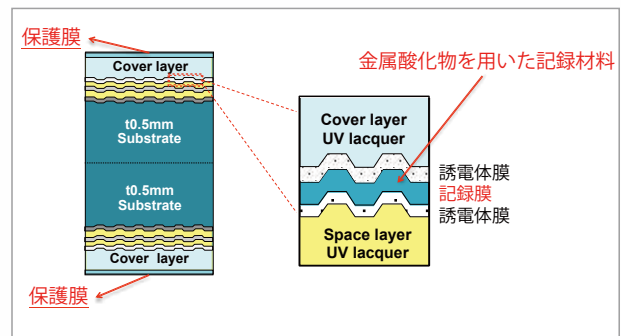 保護膜
Cover layer
t0.5mm
Substrate
t0.5mm
Substrate
Cover layer
保護膜
金属酸化物を用いた記録材料
Cover layer
UV lacquer
誘電体膜
記録膜
誘電体膜
Space layer
UV lacquer